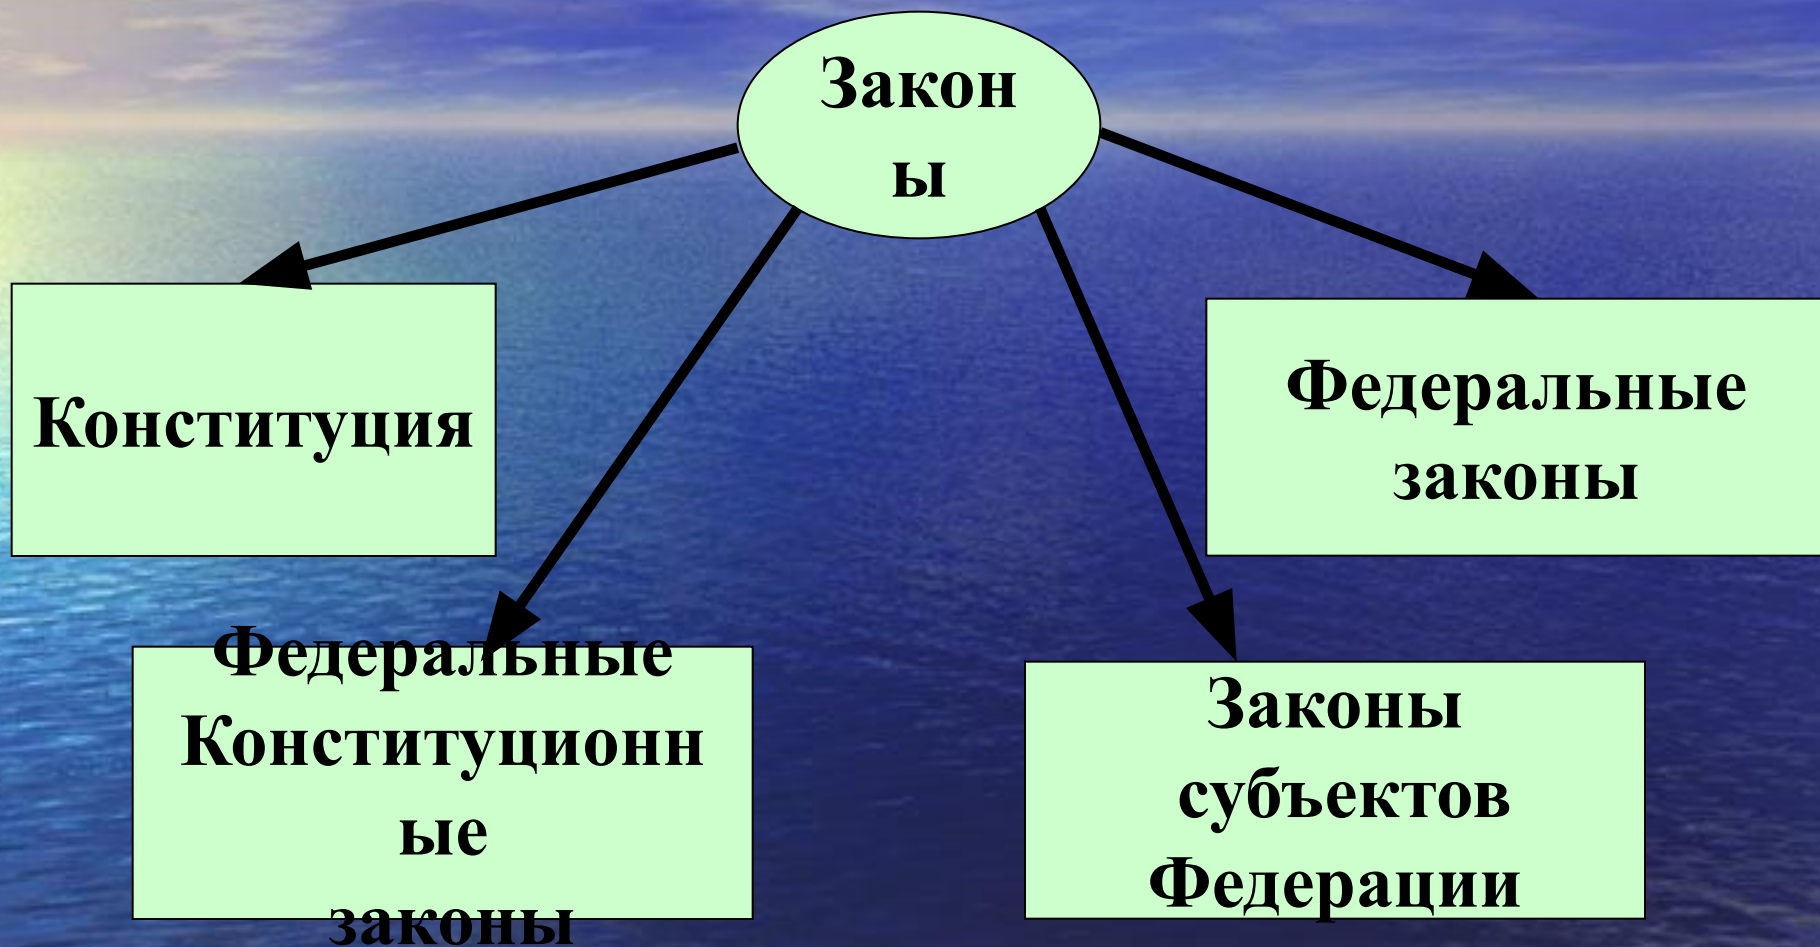 Закон
ы
Конституция
Федеральные
законы
Федеральные
Конституционн
ые
законы
Законы
субъектов
Федерации